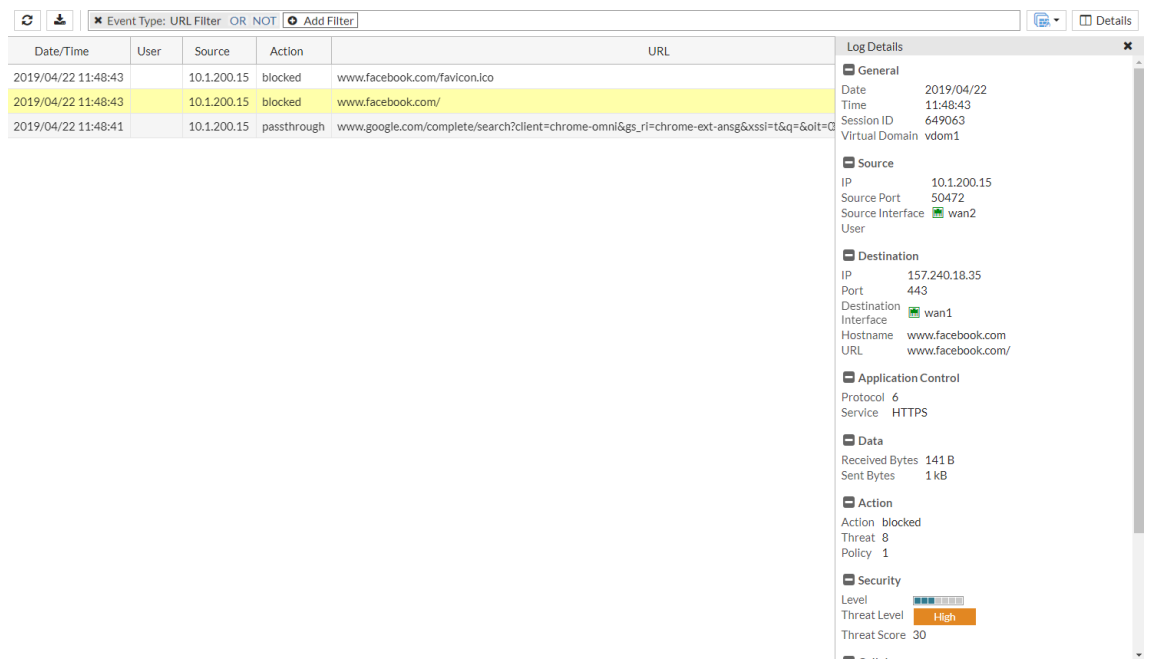 Event Type: URL Filter OR NOT Add Filter Details
Date/Time User Source Action URL
2019/04/22 11:48:43 10.1.200.15 blocked www.facebook.com/favicon.ico
2019/04/22 11:48:43 10.1.200.15 blocked www.facebook.com/
2019/04/22 11:48:41 10.1.200.15 passthrough www.google.com/complete/search?client=chrome-omni&gs_ri=chrome-ext-ansg&xssi=t&q=&oit=
Log Details
General
Date 2019/04/22
Time 11:48:43
Session ID 649063
Virtual Domain vdom1
Source
IP 10.1.200.15
Source Port 50472
Source Interface wan2
User
Destination
IP 157.240.18.35
Port 443
Destination
Interface wan1
Hostname www.facebook.com
URL www.facebook.com/
Application Control
Protocol 6
Service HTTPS
Data
Received Bytes 141 B
Sent Bytes 1 kB
Action
Action blocked
Threat 8
Policy 1
Security
Level
Threat Level High
Threat Score 30